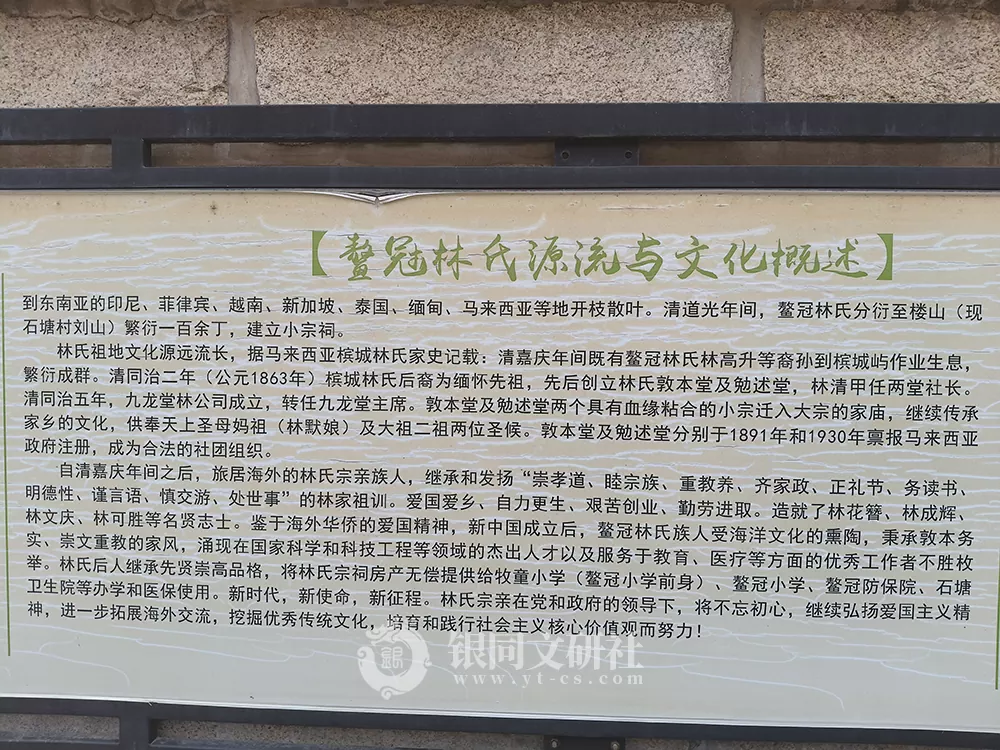 【鳌冠林氏源流与文化概述】
到东南亚的印尼、菲律宾、越南、新加坡、泰国、缅甸、马来西亚等地开枝散叶。清道光年间，鳌冠林氏分衍至楼山（现
石塘村刘山）繁衍一百余丁，建立小宗祠。
林氏祖地文化源远流长，据马来西亚槟城林氏家史记载：清嘉庆年间既有鳌冠林氏林高升等裔孙到槟城屿作业生息，
繁衍成群。清同治二年（公元1863年）槟城林氏后裔为缅怀先祖，先后创立林氏敦本堂及勉述堂，林清甲任两堂社长。
清同治五年，九龙堂林公司成立，转任九龙堂主席。敦本堂及勉述堂两个具有血缘粘合的小宗迁入大宗的家庙，继续传承
家乡的文化，供奉天上圣母妈祖（林默娘）及大祖二祖两位圣候。敦本堂及勉述堂分别于1891年和1930年禀报马来西亚
政府注册，成为合法的社团组织。
自清嘉庆年间之后，旅居海外的林氏宗亲族人，继承和发扬“崇孝道、睦宗族、重教养、齐家政、正礼节、务读书、
明德性、谨言语、慎交游、处世事”的林家祖训。爱国爱乡、自力更生、艰苦创业、勤劳进取。造就了林花簪、林成辉、
林文庆、林可胜等名贤志士。鉴于海外华侨的爱国精神，新中国成立后，鳌冠林氏族人受海洋文化的熏陶，秉承敦本务
实、崇文重教的家风，涌现在国家科学和科技工程等领域的杰出人才以及服务于教育、医疗等方面的优秀工作者不胜枚
举。林氏后人继承先贤崇高品格，将林氏宗祠房产无偿提供给牧童小学（鳌冠小学前身）、鳌冠小学、鳌冠防保院、石塘
卫生院等办学和医保使用。新时代，新使命，新征程。林氏宗亲在党和政府的领导下，将不忘初心，继续弘扬爱国主义精
神，进一步拓展海外交流，挖掘优秀传统文化，培育和践行社会主义核心价值观而努力！
银 银同文研社
www.yt-cs.com